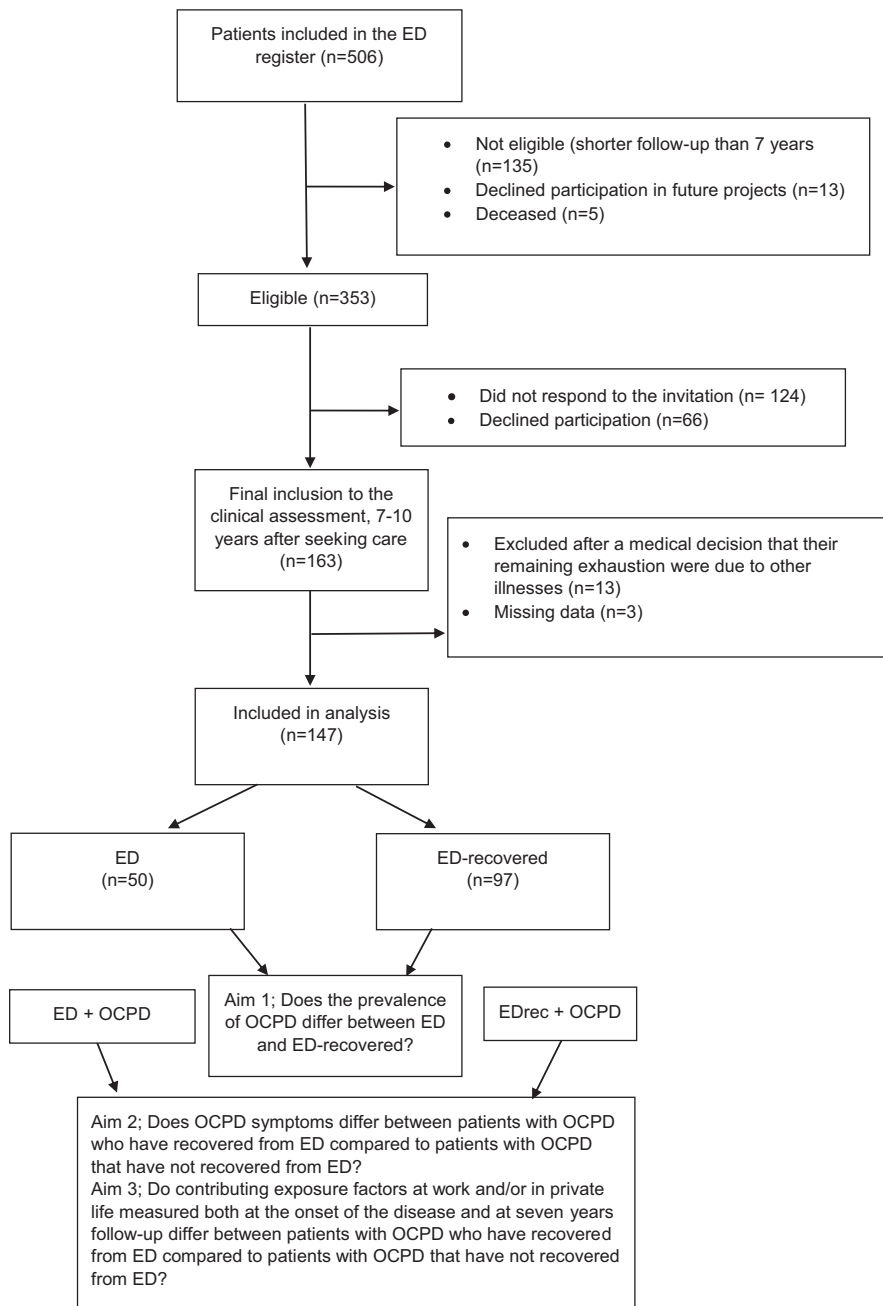 Patients included in the ED
register (n=506)
• Not eligible (shorter follow-up than 7 years
(n=135)
• Declined participation in future projects (n=13)
• Deceased (n=5)
Eligible (n=353)
• Did not respond to the invitation (n= 124)
• Declined participation (n=66)
Final inclusion to the
clinical assessment, 7-10
years after seeking care
(n=163)
• Excluded after a medical decision that their
remaining exhaustion were due to other
illnesses (n=13)
• Missing data (n=3)
Included in analysis
(n=147)
ED
(n=50)
ED-recovered
(n=97)
ED + OCPD
Aim 1; Does the prevalence
of OCPD differ between ED
and ED-recovered?
EDrec + OCPD
Aim 2; Does OCPD symptoms differ between patients with OCPD
who have recovered from ED compared to patients with OCPD
that have not recovered from ED?
Aim 3; Do contributing exposure factors at work and/or in private
life measured both at the onset of the disease and at seven years
follow-up differ between patients with OCPD who have recovered
from ED compared to patients with OCPD that have not recovered
from ED?